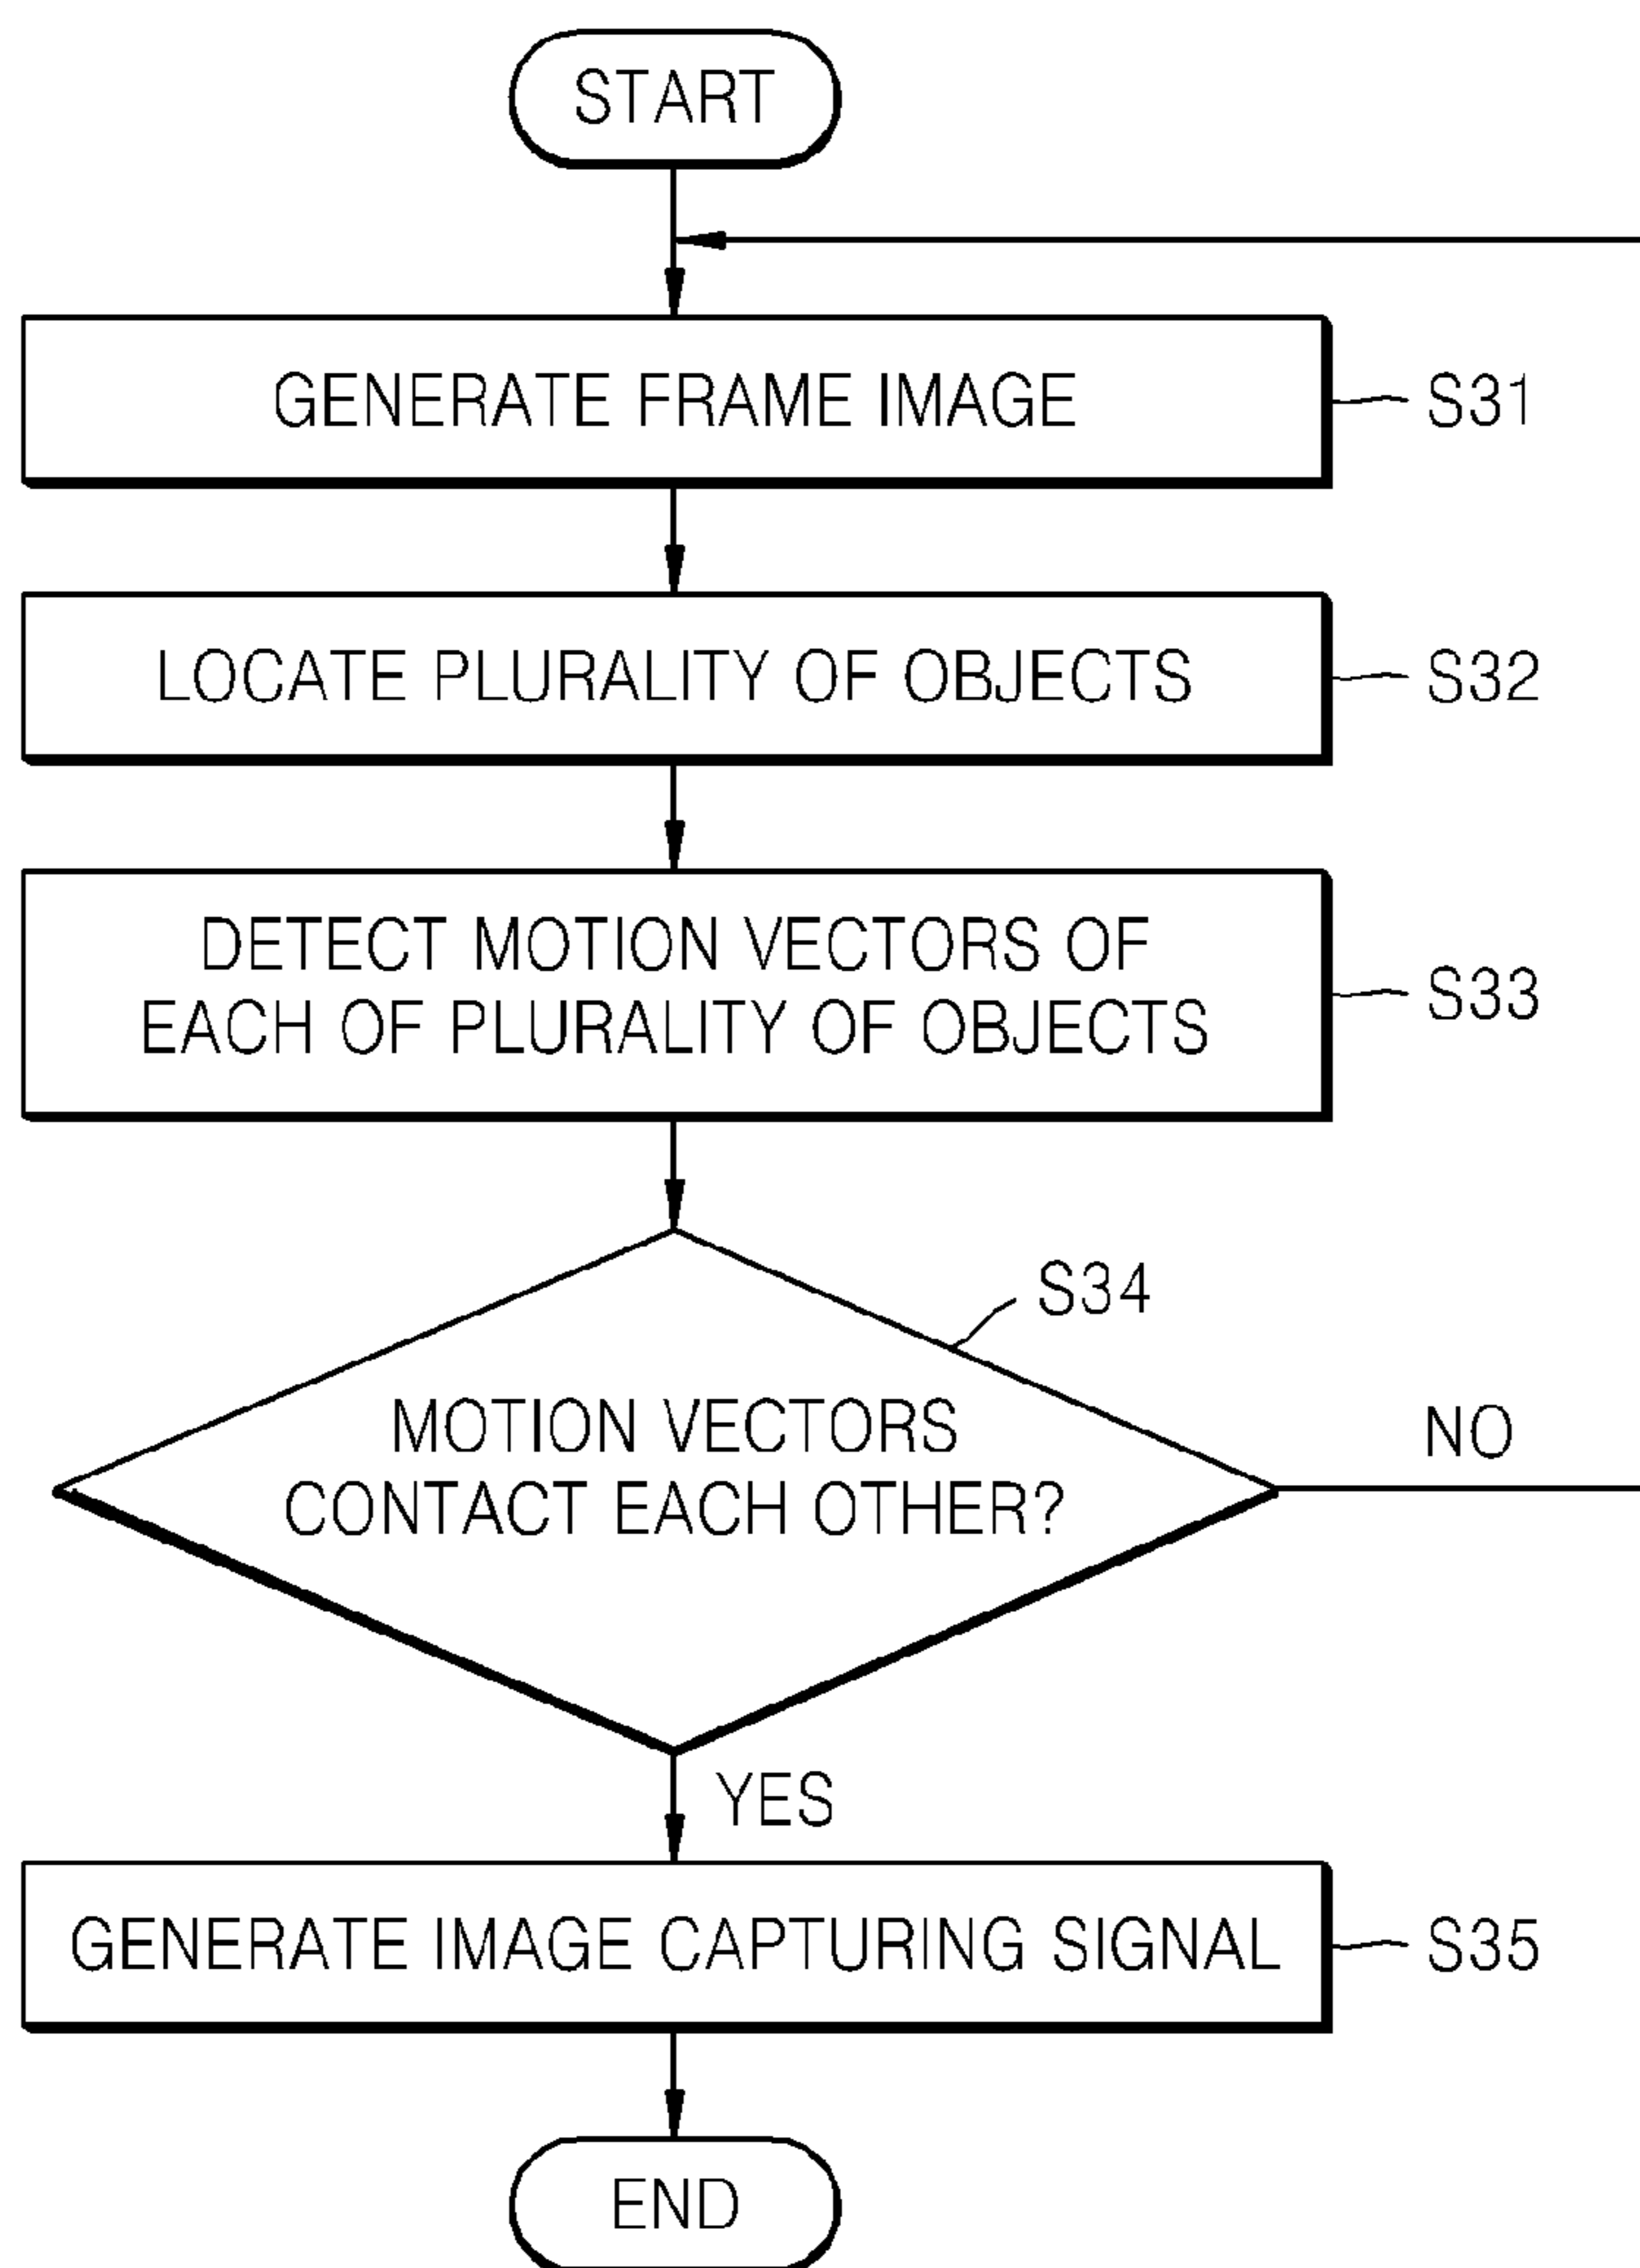 START
GENERATE FRAME IMAGE
S31
LOCATE PLURALITY OF OBJECTS
S32
DETECT MOTION VECTORS OF
EACH OF PLURALITY OF OBJECTS
S33
S34
MOTION VECTORS
CONTACT EACH OTHER?
NO
YES
GENERATE IMAGE CAPTURING SIGNAL
S35
END